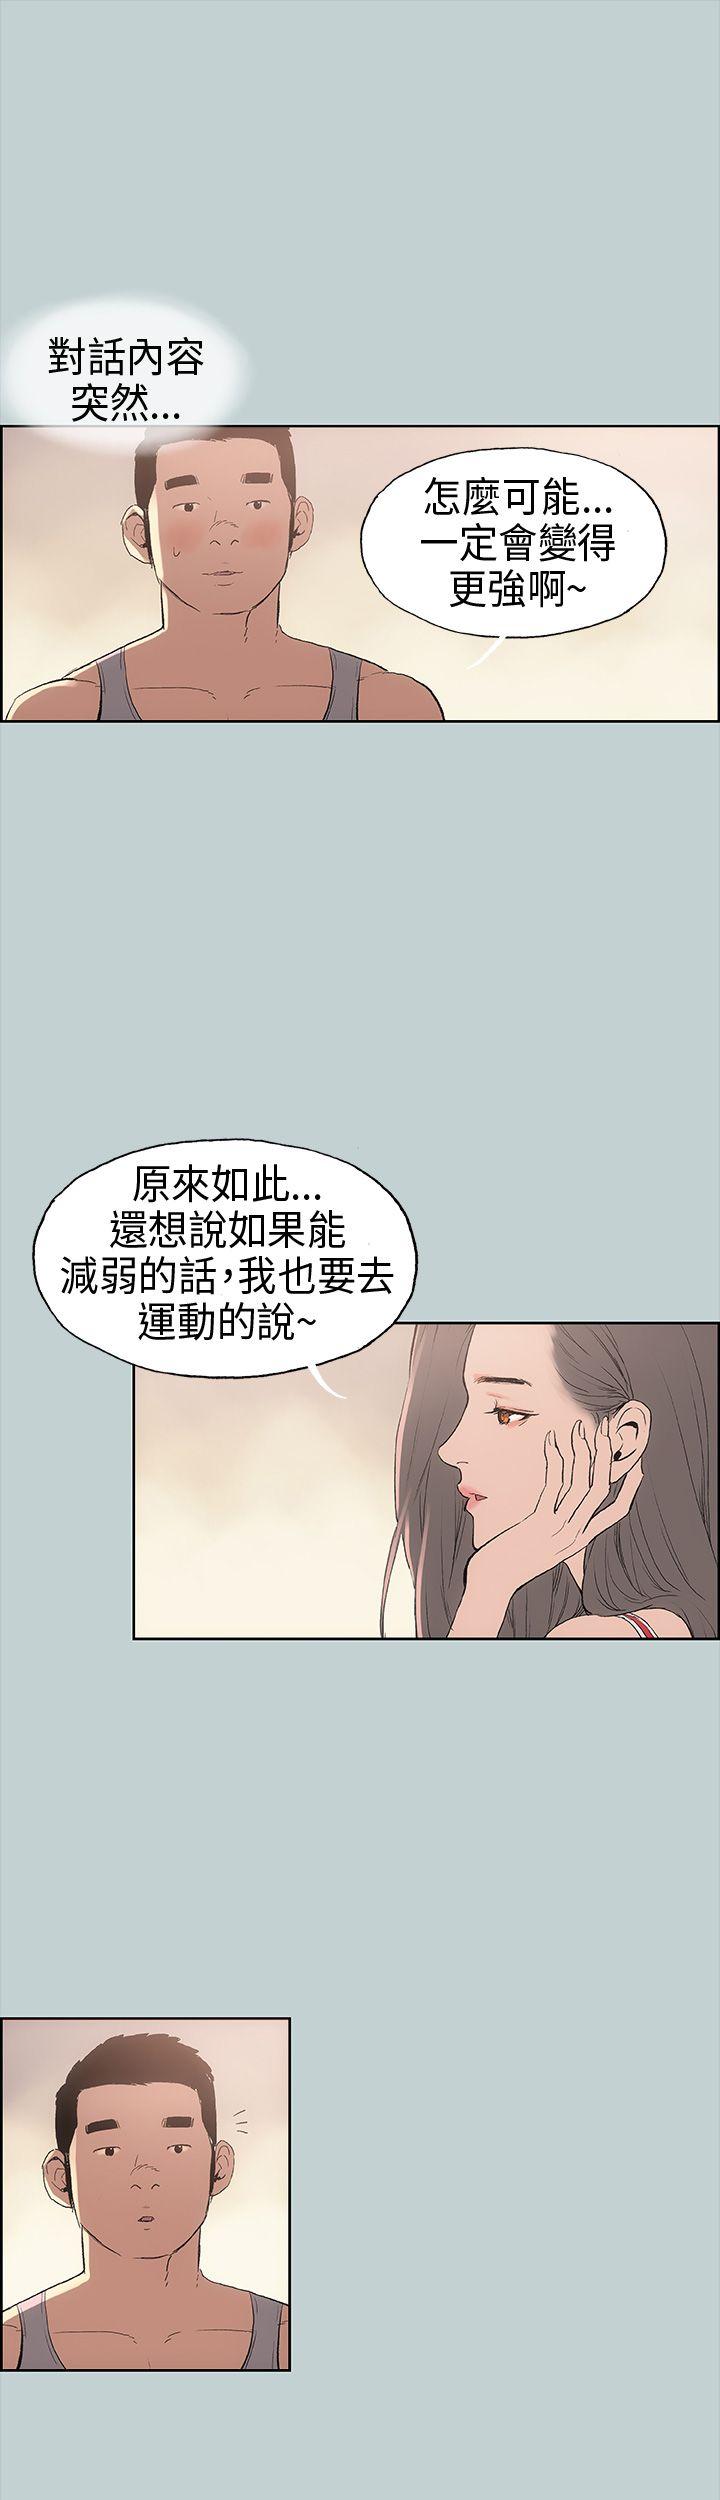 對話內容
突然...
怎麼可能...
一定會變得
更強啊~
原來如此...
還想說如果能
減弱的話，我也要去
運動的說~